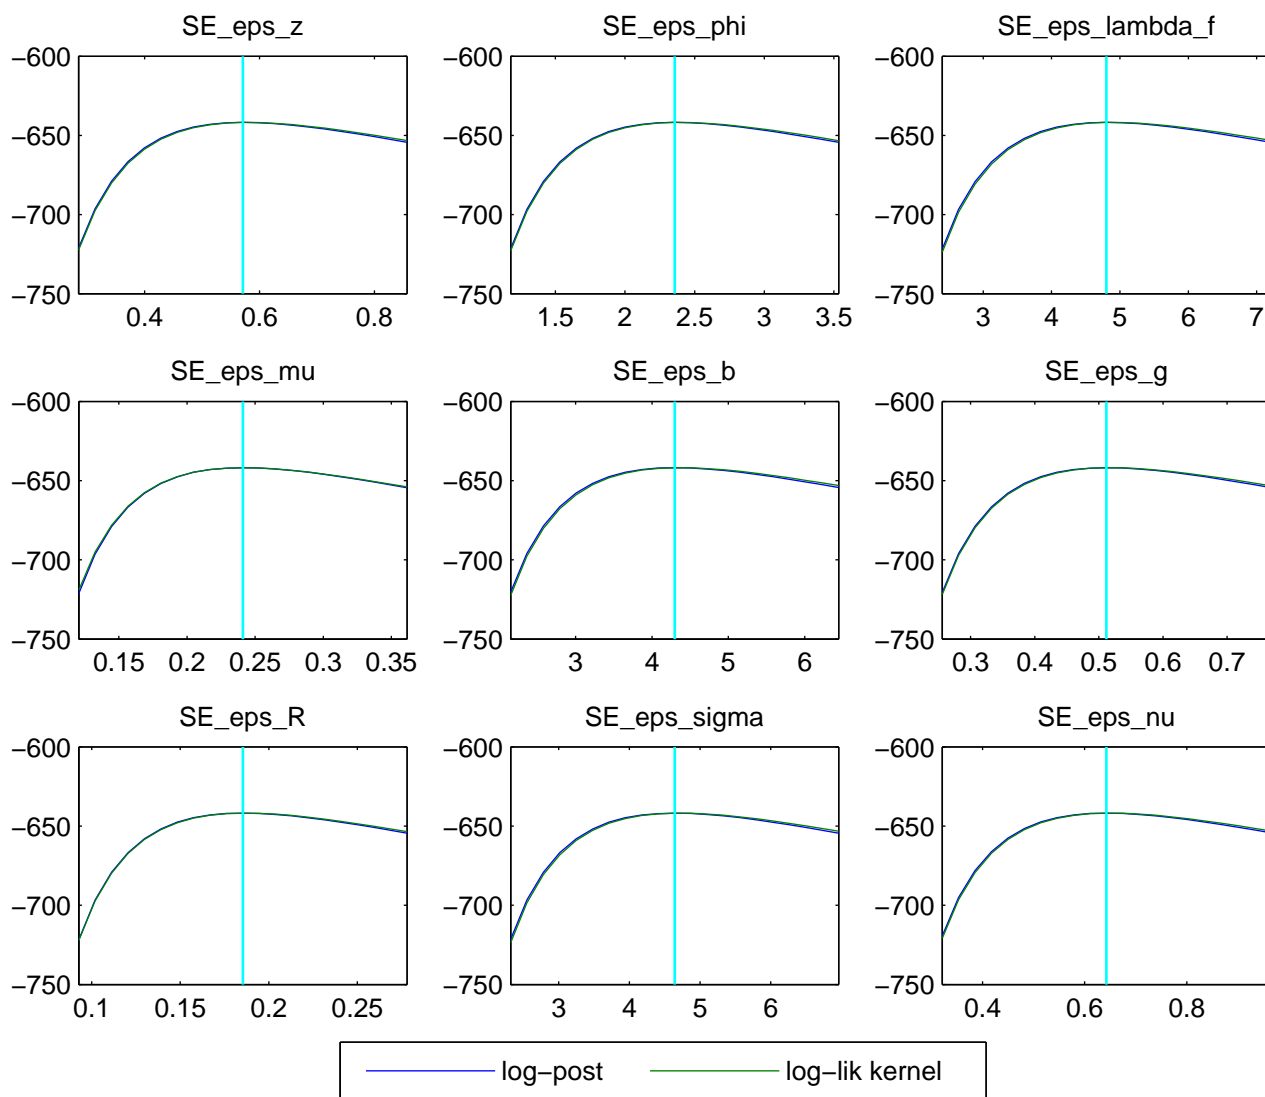 SE_eps_z SE_eps_phi SE_eps_lambda_f
−600 −600 −600
−650 −650 −650
−700 −700 −700
−750 −750 −750
0.4 0.6 0.8 1.5 2 2.5 3 3.5 3 4 5 6 7
SE_eps_mu SE_eps_b SE_eps_g
−600 −600 −600
−650 −650 −650
−700 −700 −700
−750 −750 −750
0.15 0.2 0.25 0.3 0.35 3 4 5 6 0.3 0.4 0.5 0.6 0.7
SE_eps_R SE_eps_sigma SE_eps_nu
−600 −600 −600
−650 −650 −650
−700 −700 −700
−750 −750 −750
0.1 0.15 0.2 0.25 3 4 5 6 0.4 0.6 0.8
log−post log−lik kernel